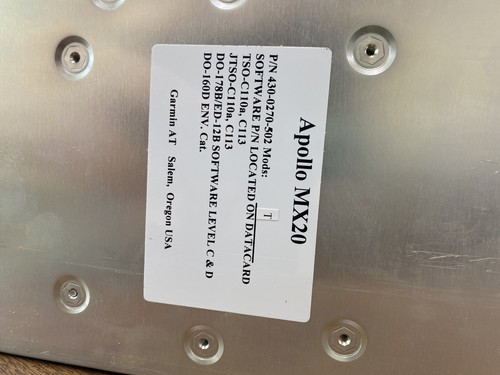 Apollo MX20
P/N 430-0270-502 Mods: T
SOFTWARE P/N LOCATED ON DATACARD
TSO-C110a, C113
JTSO-C110a, C113
DO-178B/ED-12B SOFTWARE LEVEL C & D
DO-160D ENV. Cat.
Garmin AT Salem, Oregon USA